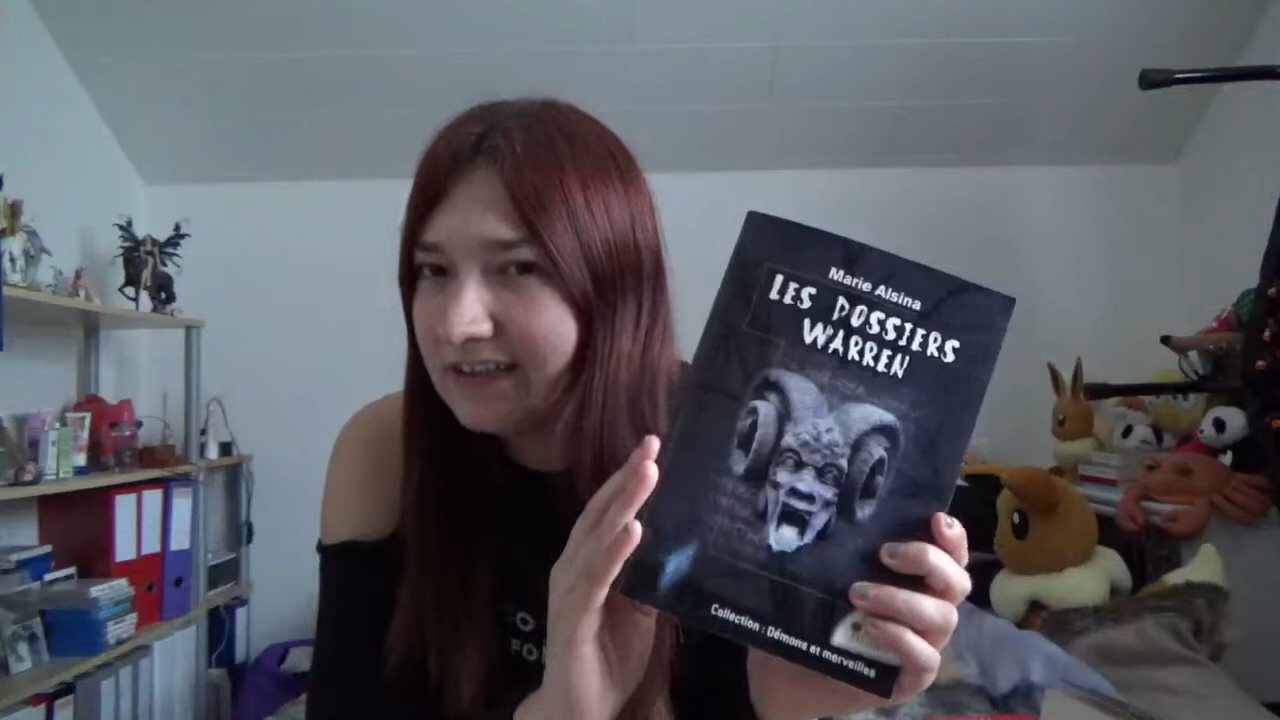 Marie Alsina
LES DOSSIERS
WARREN
Collection : Démons et merveilles